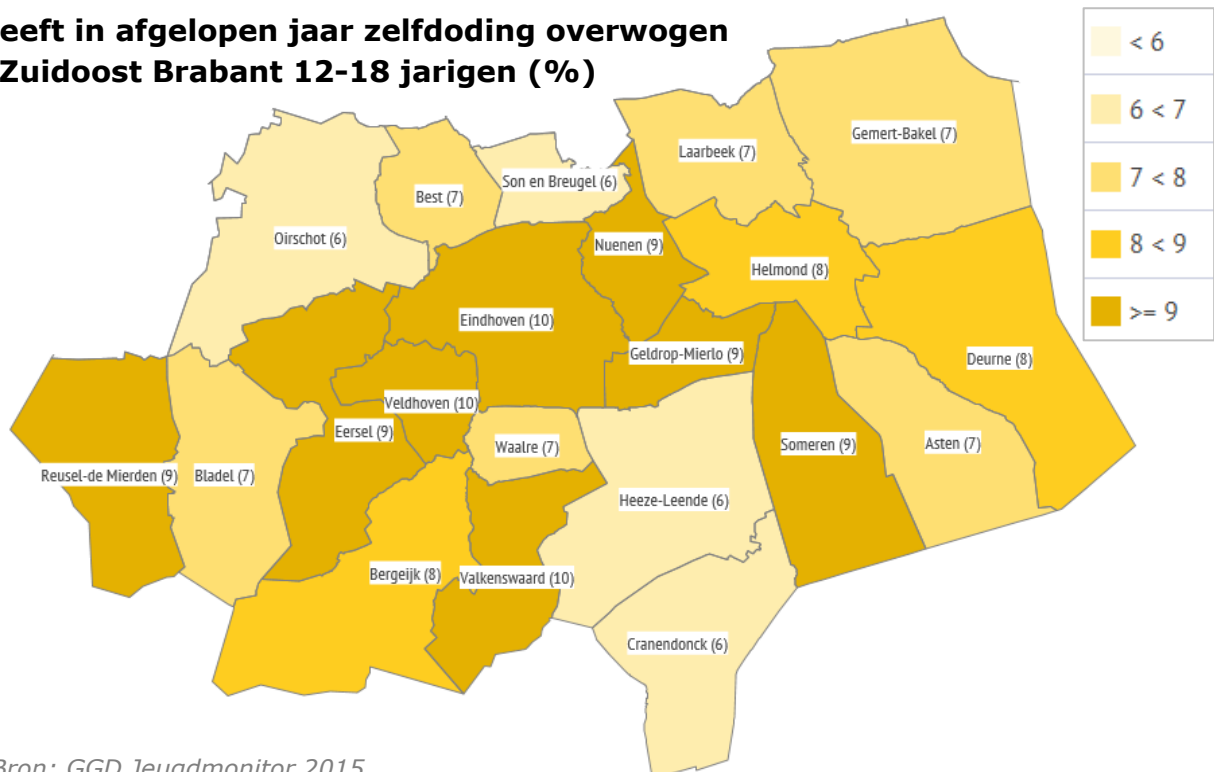 eeft in afgelopen jaar zelfdoding overwogen
Zuidoost Brabant 12-18 jarigen (%)
< 6
6 < 7
7 < 8
8 < 9
>= 9
Gemert-Bakel (7)
Laarbeek (7)
Son en Breugel (6)
Best (7)
Oirschot (6)
Nuenen (9)
Helmond (8)
Eindhoven (10)
Geldrop-Mierlo (9)
Deurne (8)
Veldhoven (10)
Eersel (9)
Waalre (7)
Someren (9)
Asten (7)
Reusel-de Mierden (9)
Bladel (7)
Heeze-Leende (6)
Bergeijk (8)
Valkenswaard (10)
Cranendonck (6)
Bron: GGD Jeugdmonitor 2015